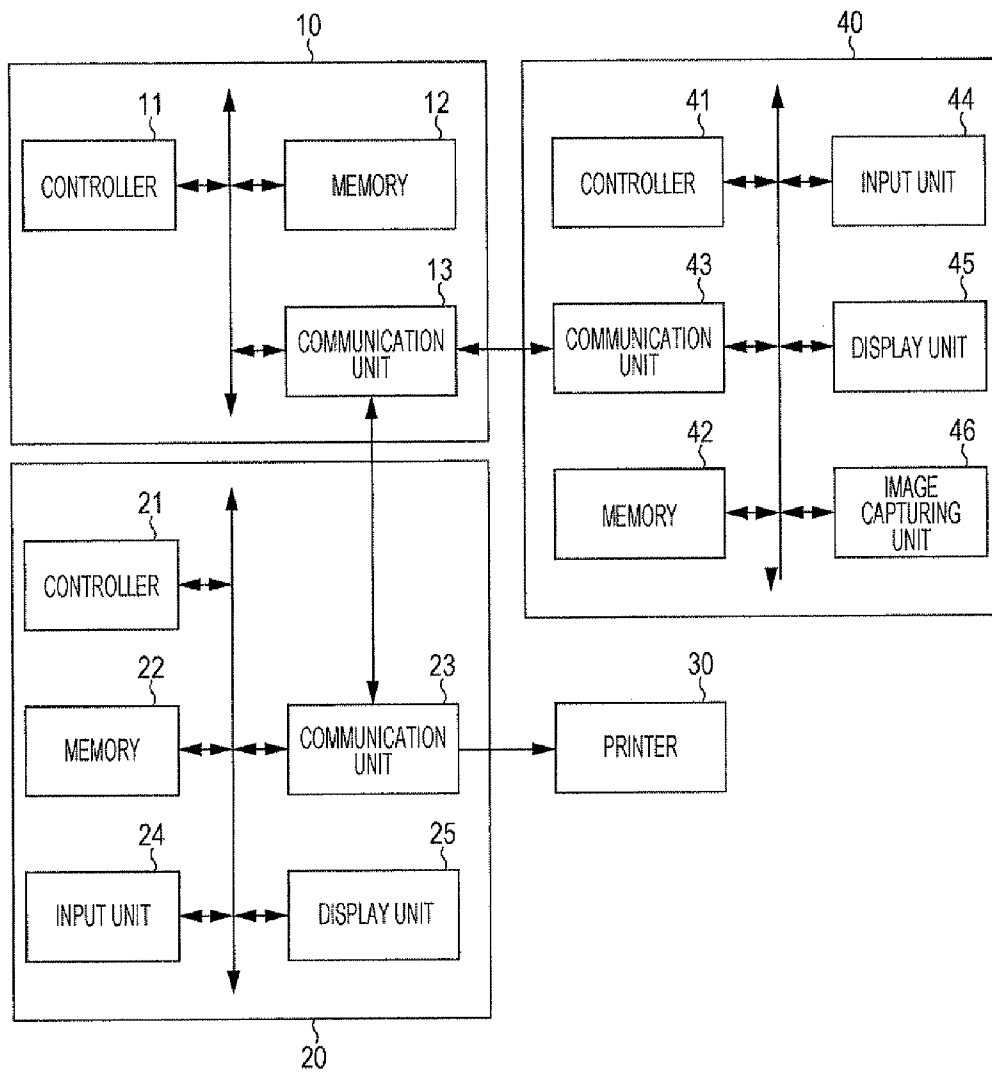 10
11
CONTROLLER
12
MEMORY
13
COMMUNICATION
UNIT
40
41
CONTROLLER
44
INPUT UNIT
43
COMMUNICATION
UNIT
45
DISPLAY UNIT
42
MEMORY
46
IMAGE
CAPTURING
UNIT
21
CONTROLLER
22
MEMORY
23
COMMUNICATION
UNIT
24
INPUT UNIT
25
DISPLAY UNIT
20
30
PRINTER